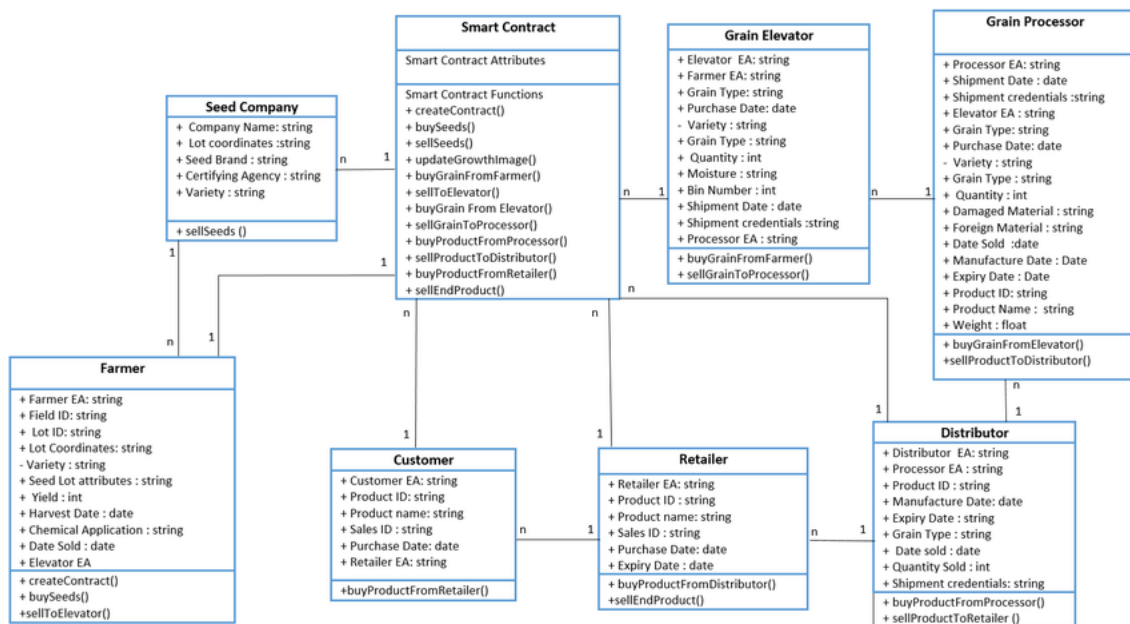 Smart Contract
Smart Contract Attributes
Smart Contract Functions
+ createContract()
+ buySeeds()
+ sellSeeds()
+ updateGrowthImage()
+ buyGrainFromFarmer()
+ sellToElevator()
+ buyGrain From Elevator()
+ sellGrainToProcessor()
+ buyProductFromProcessor()
+ sellProductToDistributor()
+ buyProductFromRetailer()
+ sellEndProduct()
Grain Elevator
+ Elevator EA: string
+ Farmer EA: string
+ Grain Type: string
+ Purchase Date: date
- Variety : string
+ Grain Type : string
+ Quantity : int
+ Moisture : string
+ Bin Number : int
+ Shipment Date : date
+ Shipment credentials :string
+ Processor EA : string
+ buyGrainFromFarmer()
+ sellGrainToProcessor()
Grain Processor
+ Processor EA: string
+ Shipment Date : date
+ Shipment credentials :string
+ Elevator EA : string
+ Grain Type: string
+ Purchase Date: date
- Variety : string
+ Grain Type : string
+ Quantity : int
+ Damaged Material : string
+ Foreign Material : string
+ Date Sold :date
+ Manufacture Date : Date
+ Expiry Date : Date
+ Product ID: string
+ Product Name : string
+ Weight : float
+ buyGrainFromElevator()
+sellProductToDistributor()
Seed Company
+ Company Name: string
+ Lot coordinates :string
+ Seed Brand : string
+ Certifying Agency : string
+ Variety : string
+ sellSeeds ()
n
1
n
1
n
1
1
n
1
1
n
1
n
1
n
1
n
1
Farmer
+ Farmer EA: string
+ Field ID: string
+ Lot ID: string
+ Lot Coordinates: string
- Variety : string
+ Seed Lot attributes : string
+ Yield : int
+ Harvest Date : date
+ Chemical Application : string
+ Date Sold : date
+ Elevator EA
+ createContract()
+ buySeeds()
+sellToElevator()
Customer
+ Customer EA: string
+ Product ID: string
+ Product name: string
+ Sales ID : string
+ Purchase Date: date
+ Retailer EA: string
+buyProductFromRetailer()
n
1
Retailer
+ Retailer EA: string
+ Product ID : string
+ Product name: string
+ Sales ID : string
+ Purchase Date: date
+ Expiry Date : date
+ buyProductFromDistributor()
+sellEndProduct()
n
1
Distributor
+ Distributor EA: string
+ Processor EA : string
+ Product ID : string
+ Manufacture Date: date
+ Expiry Date : string
+ Grain Type : string
+ Date sold : date
+ Quantity Sold : int
+ Shipment credentials: string
+ buyProductFromProcessor()
+ sellProductToRetailer ()